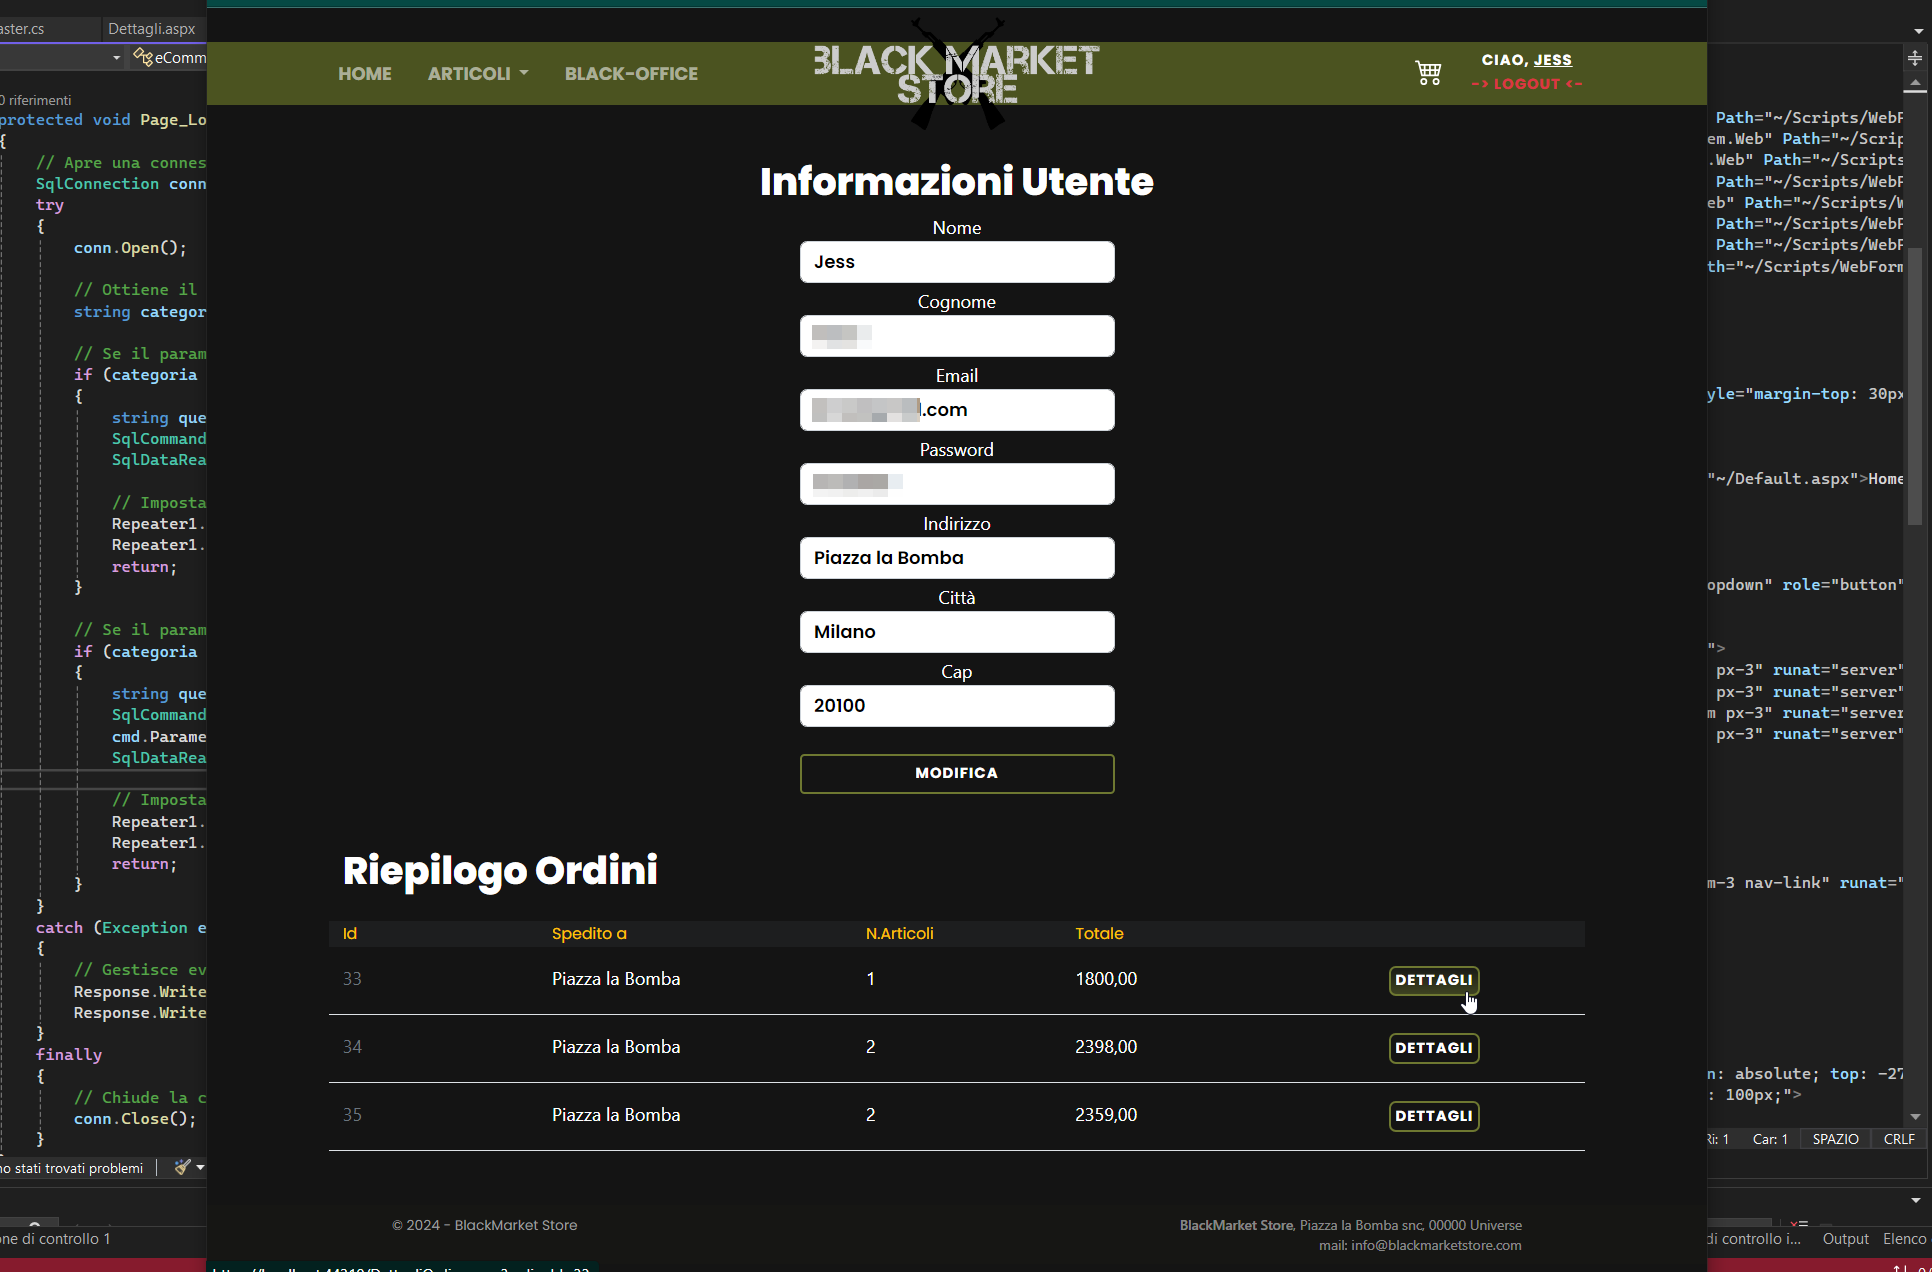 aster.cs
Dettagli.aspx
eComm
0 riferimenti
protected void Page_Lo
{
// Apre una connes
SqlConnection conn
try
{
conn.Open();
// Ottiene il
string categor
// Se il param
if (categoria
{
string que
SqlCommand
SqlDataRea
// Imposta
Repeater1.
Repeater1.
return;
}
// Se il param
if (categoria
{
string que
SqlCommand
cmd.Parame
SqlDataRea
// Imposta
Repeater1.
Repeater1.
return;
}
}
catch (Exception e
{
// Gestisce ev
Response.Write
Response.Write
}
finally
{
// Chiude la c
conn.Close();
}
no stati trovati problemi
one di controllo 1
HOME
ARTICOLI
BLACK-OFFICE
BLACK MARKET
STORE
CIAO, JESS
-> LOGOUT <-
Informazioni Utente
Nome
Jess
Cognome
Email
.com
Password
Indirizzo
Piazza la Bomba
Città
Milano
Cap
20100
MODIFICA
Riepilogo Ordini
Id Spedito a N.Articoli Totale
33 Piazza la Bomba 1 1800,00 DETTAGLI
34 Piazza la Bomba 2 2398,00 DETTAGLI
35 Piazza la Bomba 2 2359,00 DETTAGLI
© 2024 - BlackMarket Store
BlackMarket Store, Piazza la Bomba snc, 00000 Universe
mail: info@blackmarketstore.com
Path="~/Scripts/WebF
em.Web" Path="~/Scrip
.Web" Path="~/Scripts
Path="~/Scripts/WebF
eb" Path="~/Scripts/W
Path="~/Scripts/WebF
Path="~/Scripts/WebF
th="~/Scripts/WebForm
yle="margin-top: 30px
"~/Default.aspx">Home
opdown" role="button"
">
px-3" runat="server"
px-3" runat="server"
m px-3" runat="server
px-3" runat="server"
m-3 nav-link" runat="
n: absolute; top: -27
: 100px;">
Ri: 1 Car: 1 SPAZIO CRLF
di controllo i... Output Elenco